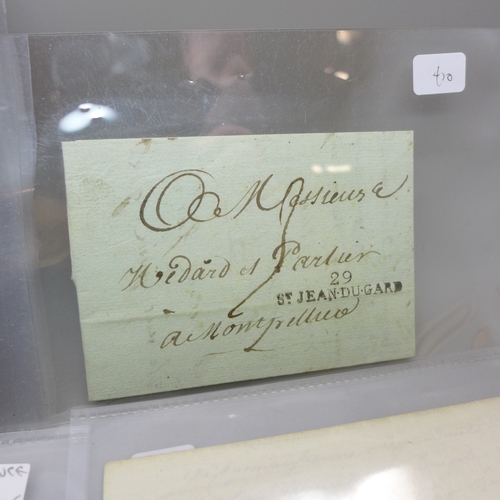 £10
A Messieurs
Médard et Parlier
29
ST JEAN-DU-GARD
a Montpellier